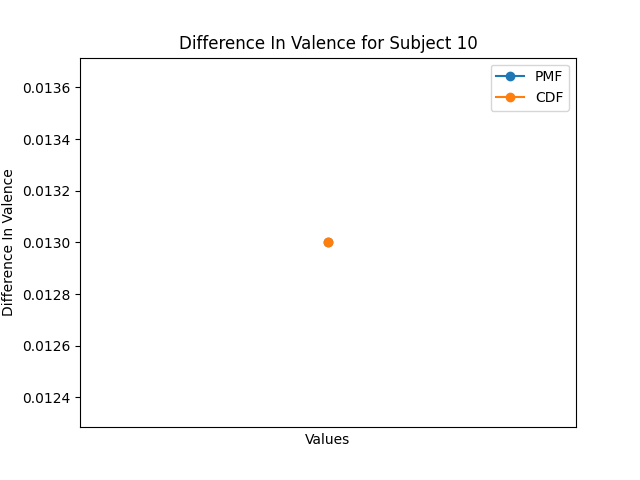 Difference In Valence for Subject 10
PMF
CDF
0.0136
0.0134
0.0132
0.0130
0.0128
0.0126
0.0124
Difference In Valence
Values